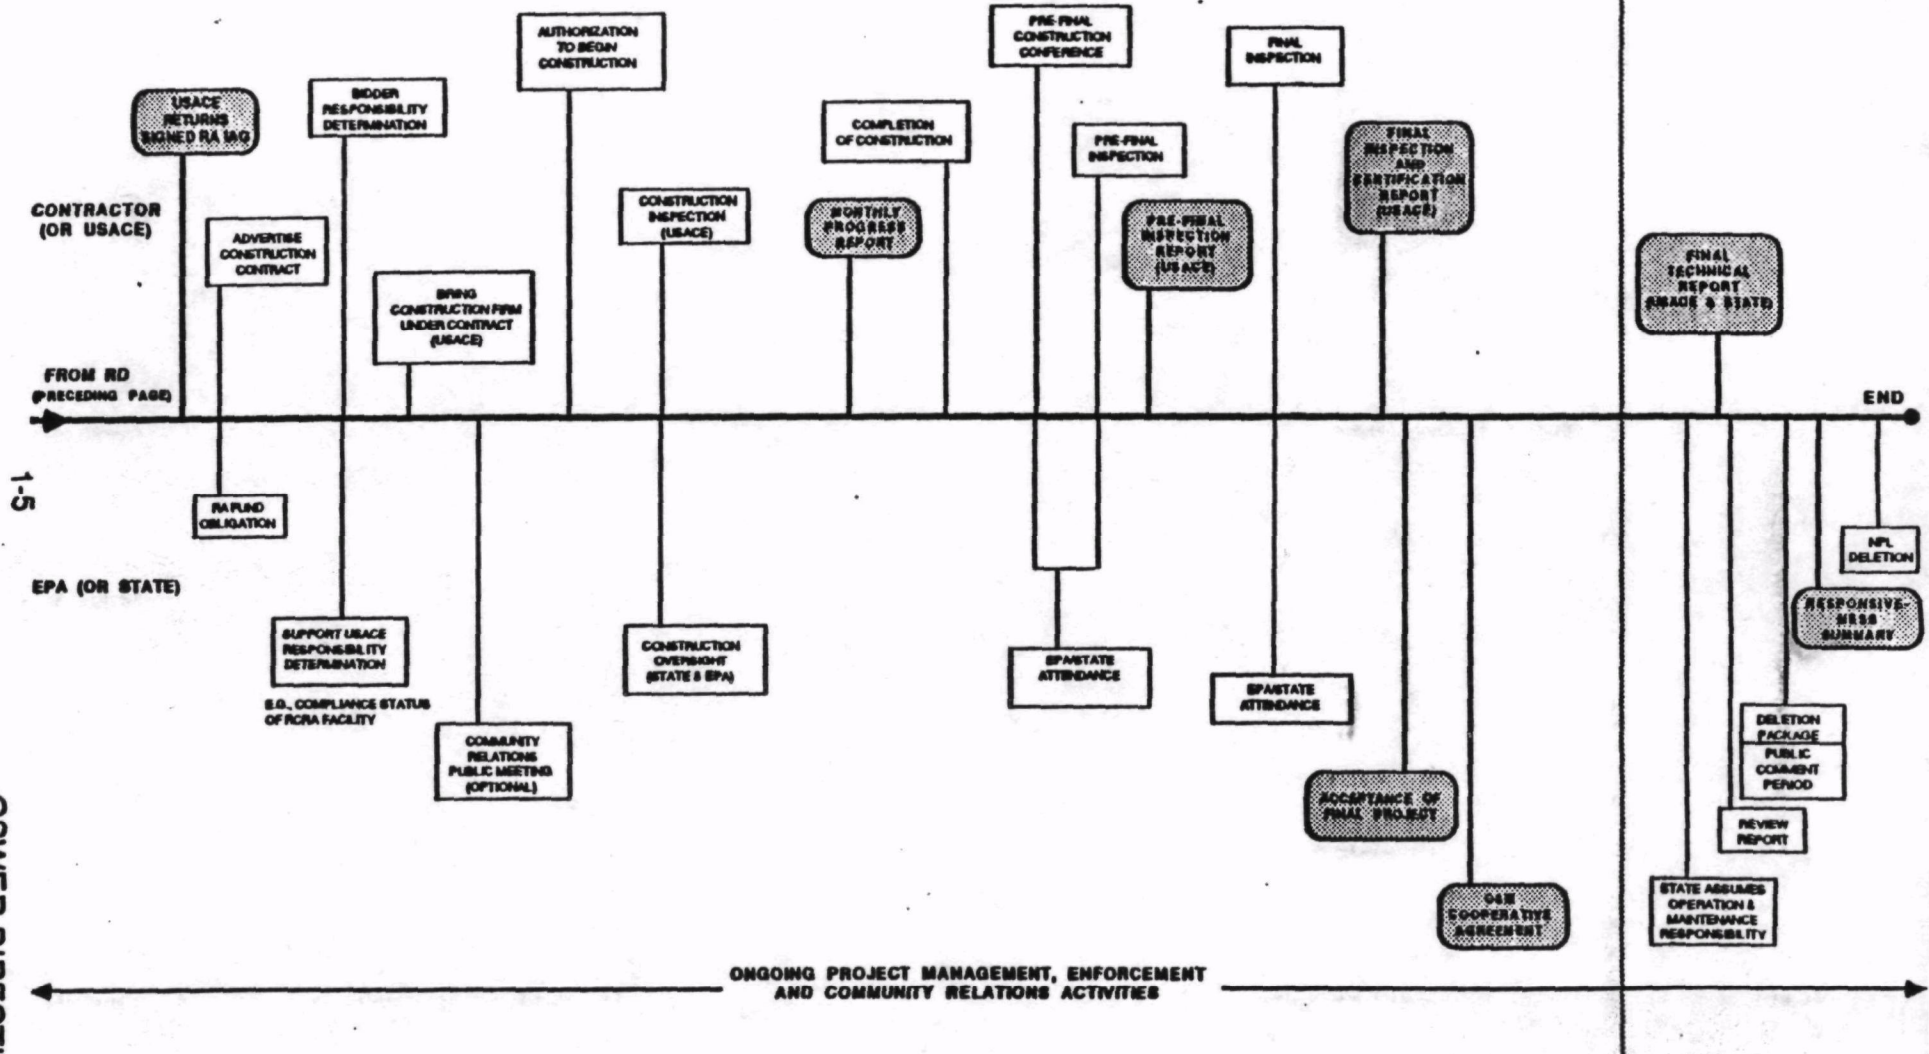 AUTHORIZATION
TO BEGIN
CONSTRUCTION
PRE-FINAL
CONSTRUCTION
CONFERENCE
FINAL
INSPECTION
USACE
RETURNS
SIGNED RA IAG
BIDDER
RESPONSIBILITY
DETERMINATION
COMPLETION
OF CONSTRUCTION
PRE-FINAL
INSPECTION
FINAL
INSPECTION
AND
CERTIFICATION
REPORT
(USACE)
CONTRACTOR
(OR USACE)
ADVERTISE
CONSTRUCTION
CONTRACT
CONSTRUCTION
INSPECTION
(USACE)
MONTHLY
PROGRESS
REPORT
PRE-FINAL
INSPECTION
REPORT
(USACE)
BRING
CONSTRUCTION FIRM
UNDER CONTRACT
(USACE)
FINAL
TECHNICAL
REPORT
(USACE & STATE)
FROM RD
(PRECEDING PAGE)
END
1-5
RA FUND
OBLIGATION
NPL
DELETION
EPA (OR STATE)
RESPONSIVE-
NESS
SUMMARY
SUPPORT USACE
RESPONSIBILITY
DETERMINATION
E.G., COMPLIANCE STATUS
OF RCRA FACILITY
CONSTRUCTION
OVERSIGHT
(STATE & EPA)
EPA/STATE
ATTENDANCE
EPA/STATE
ATTENDANCE
COMMUNITY
RELATIONS
PUBLIC MEETING
(OPTIONAL)
DELETION
PACKAGE
PUBLIC
COMMENT
PERIOD
ACCEPTANCE OF
FINAL PROJECT
REVIEW
REPORT
O&M
COOPERATIVE
AGREEMENT
STATE ASSUMES
OPERATION &
MAINTENANCE
RESPONSIBILITY
ONGOING PROJECT MANAGEMENT, ENFORCEMENT
AND COMMUNITY RELATIONS ACTIVITIES